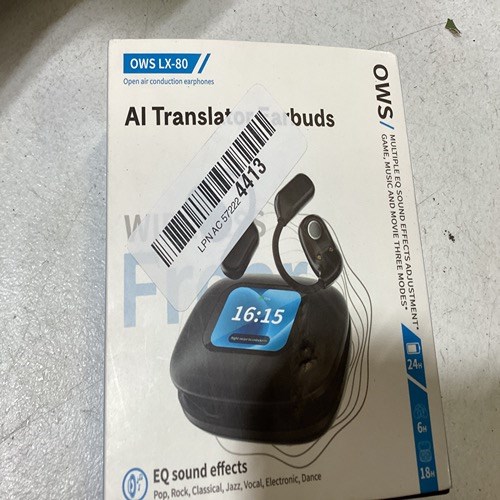 OWS LX-80
Open air conduction earphones
AI Translator Earbuds
LPN AC 57222 4413
16:15
EQ sound effects
Pop, Rock, Classical, Jazz, Vocal, Electronic, Dance
OWS/
MULTIPLE EQ SOUND EFFECTS ADJUSTMENT*
GAME, MUSIC AND MOVIE THREE MODES*
24H
6H
18H